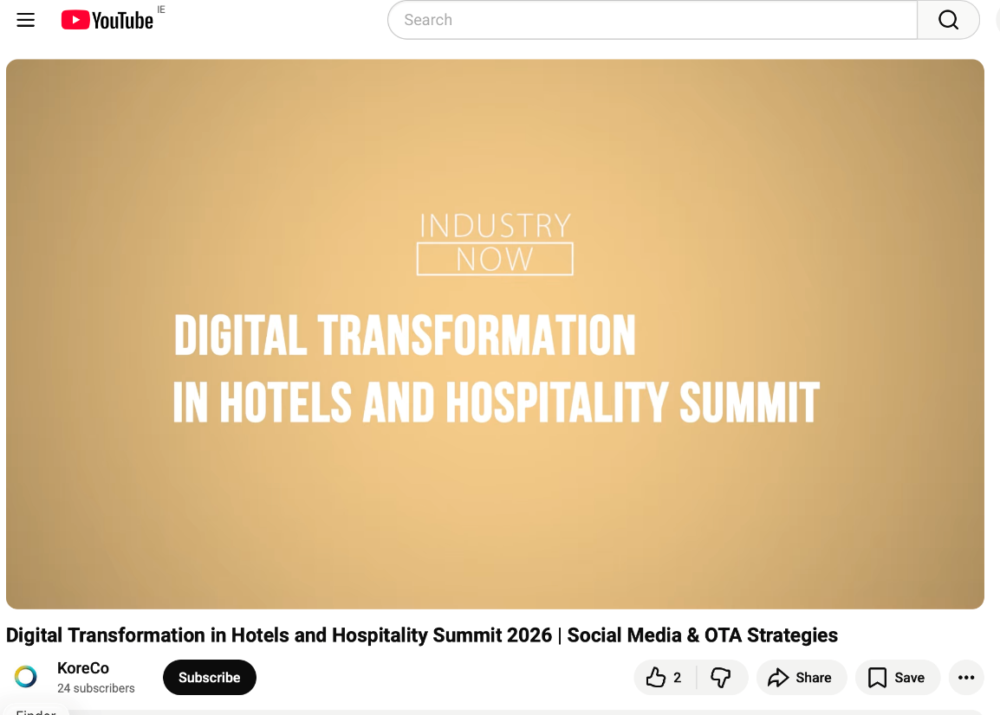 YouTube IE
Search
INDUSTRY
NOW
DIGITAL TRANSFORMATION
IN HOTELS AND HOSPITALITY SUMMIT
Digital Transformation in Hotels and Hospitality Summit 2026 | Social Media & OTA Strategies
KoreCo
24 subscribers
Subscribe
2
Share
Save
Finder